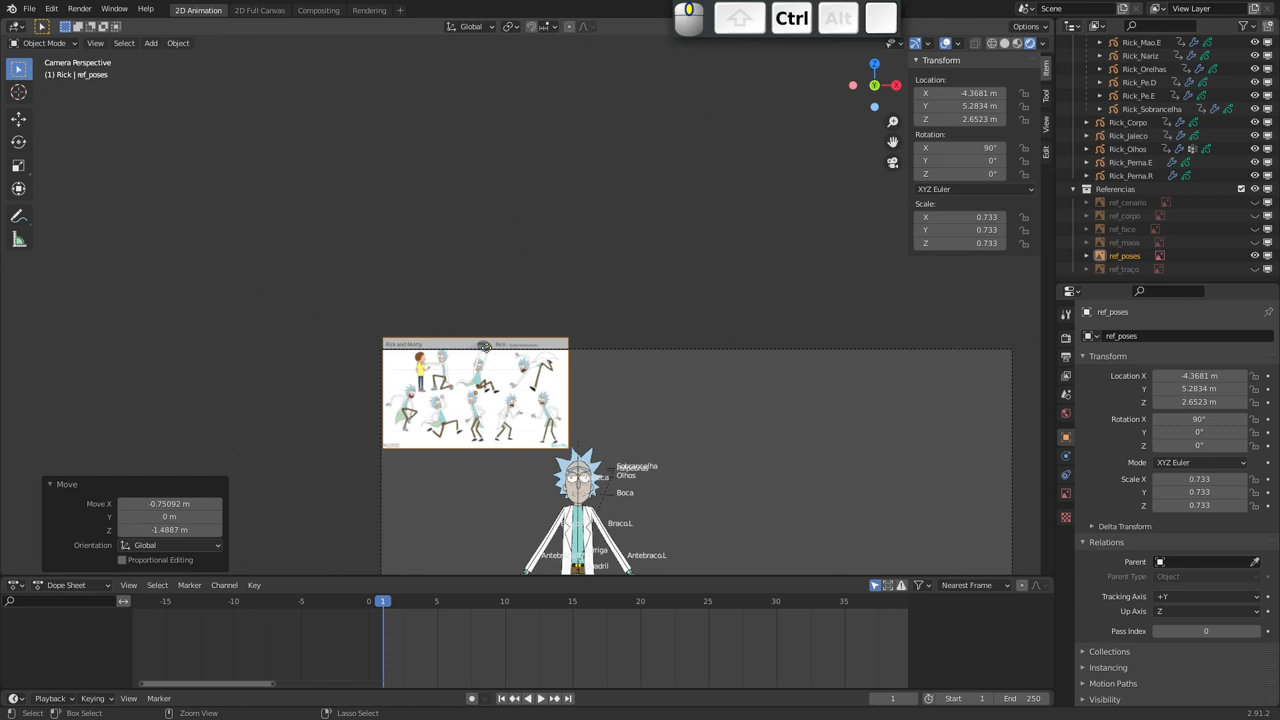 File Edit Render Window Help 2D Animation 2D Full Canvas Compositing Rendering + Ctrl Alt Scene View Layer
Global Options
Object Mode View Select Add Object
Camera Perspective
(1) Rick | ref_poses
Z
X
Y
Transform
Location:
X -4.3681 m
Y 5.2834 m
Z 2.6523 m
Rotation:
X 90°
Y 0°
Z 0°
XYZ Euler
Scale:
X 0.733
Y 0.733
Z 0.733
Item
Tool
View
Edit
Rick_Mao.E
Rick_Nariz
Rick_Orelhas
Rick_Pe.D
Rick_Pe.E
Rick_Sobrancelha
Rick_Corpo
Rick_Jaleco
Rick_Olhos
Rick_Perna.E
Rick_Perna.R
Referencias
ref_cenario
ref_corpo
ref_face
ref_maos
ref_poses
ref_traço
ref_poses
ref_poses
Transform
Location X -4.3681 m
Y 5.2834 m
Z 2.6523 m
Rotation X 90°
Y 0°
Z 0°
Mode XYZ Euler
Scale X 0.733
Y 0.733
Z 0.733
Delta Transform
Relations
Parent
Parent Type Object
Tracking Axis +Y
Up Axis Z
Pass Index 0
Collections
Instancing
Motion Paths
Visibility
Rick and Morty
Rick
Sobrancelha
Olhos
Boca
Braco.L
Antebraco.L
Move
Move X -0.75092 m
Y 0 m
Z -1.4887 m
Orientation Global
Proportional Editing
Dope Sheet View Select Marker Channel Key Nearest Frame
-15 -10 -5 0 1 5 10 15 20 25 30 35
Playback Keying View Marker 1 Start 1 End 250
Select Box Select Zoom View Lasso Select 2.91.2